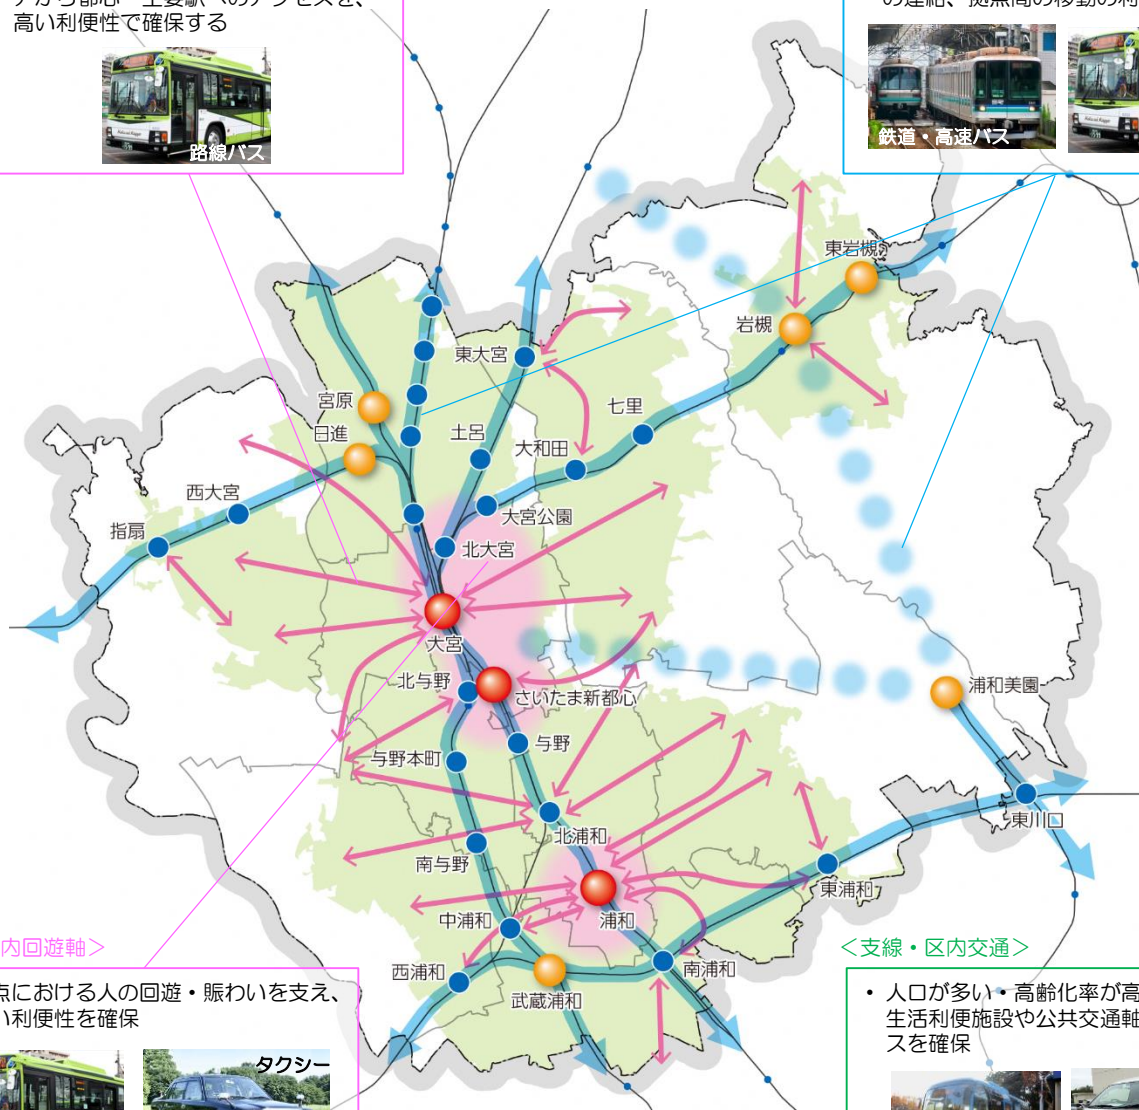 高い利便性で確保する
路線バス
鉄道・高速バス
東岩槻
岩槻
東大宮
宮原
七里
日進
土呂
大和田
西大宮
大宮公園
指扇
北大宮
大宮
北与野
さいたま新都心
浦和美園
与野
与野本町
東川口
北浦和
南与野
東浦和
中浦和
浦和
内回遊軸＞
＜支線・区内交通＞
西浦和
南浦和
武蔵浦和
点における人の回遊・賑わいを支え、
い利便性を確保
タクシー
• 人口が多い・高齢化率が高
生活利便施設や公共交通軸
スを確保